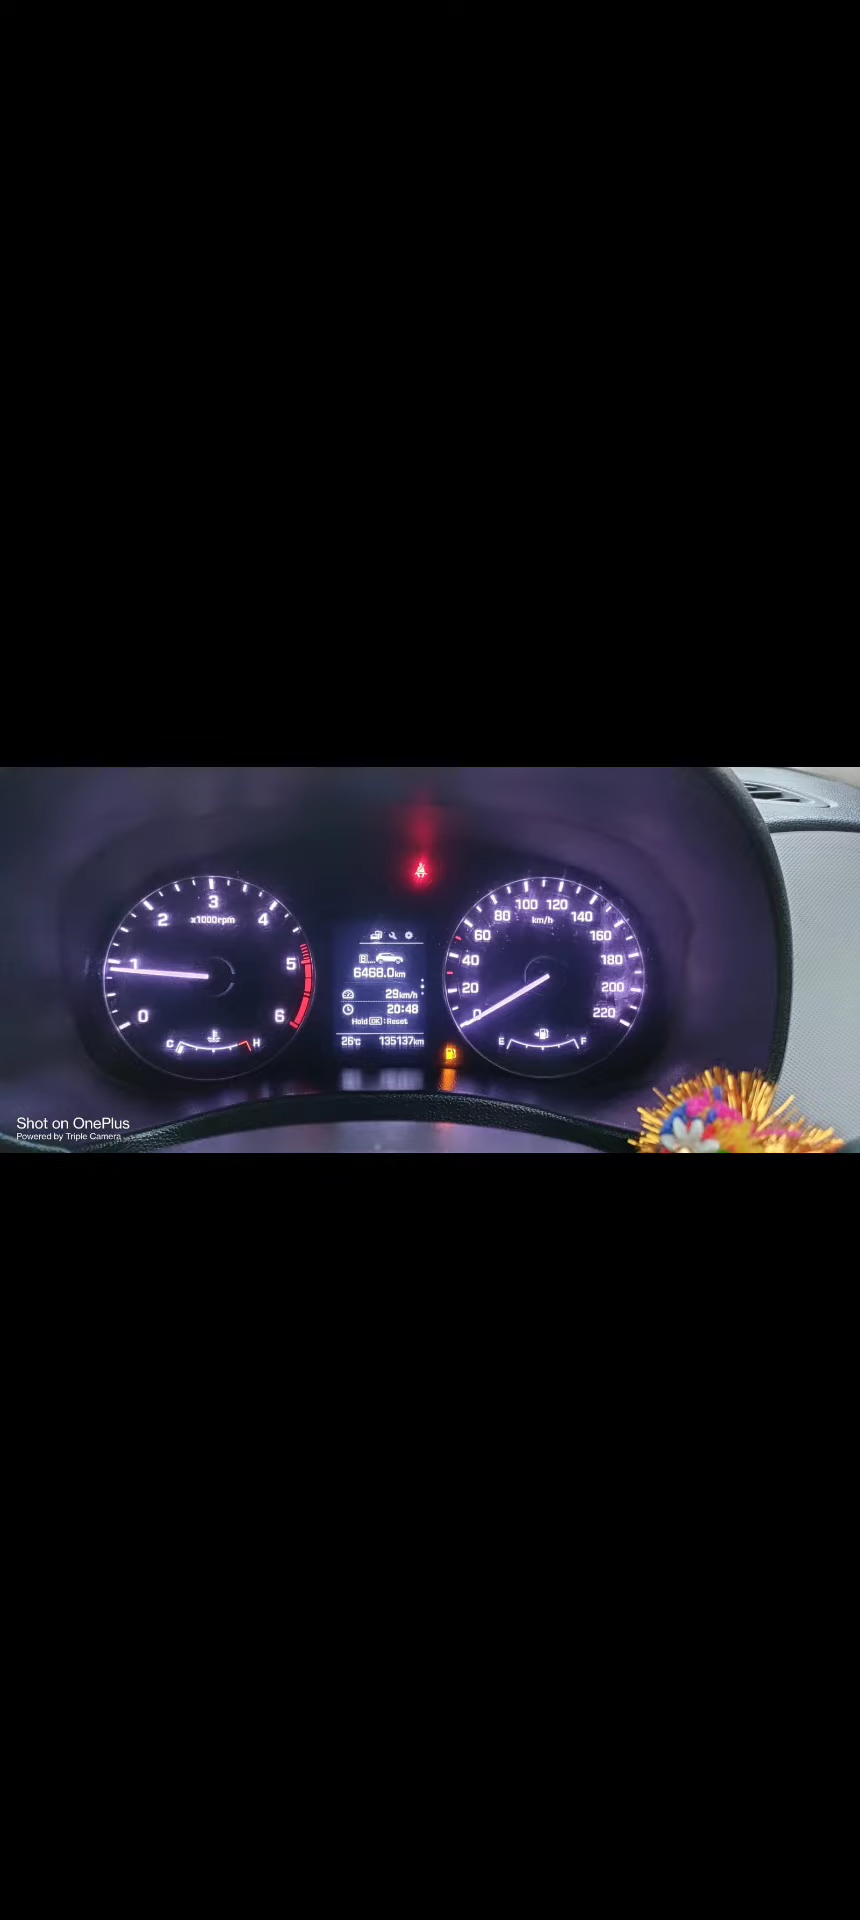 3
2
4
x1000rpm
1
5
0
6
C
H
B
6468.0km
29km/h
20:48
Hold OK : Reset
26°C
135137km
100
120
80
km/h
140
60
160
40
180
20
200
0
220
E
F
Shot on OnePlus
Powered by Triple Camera